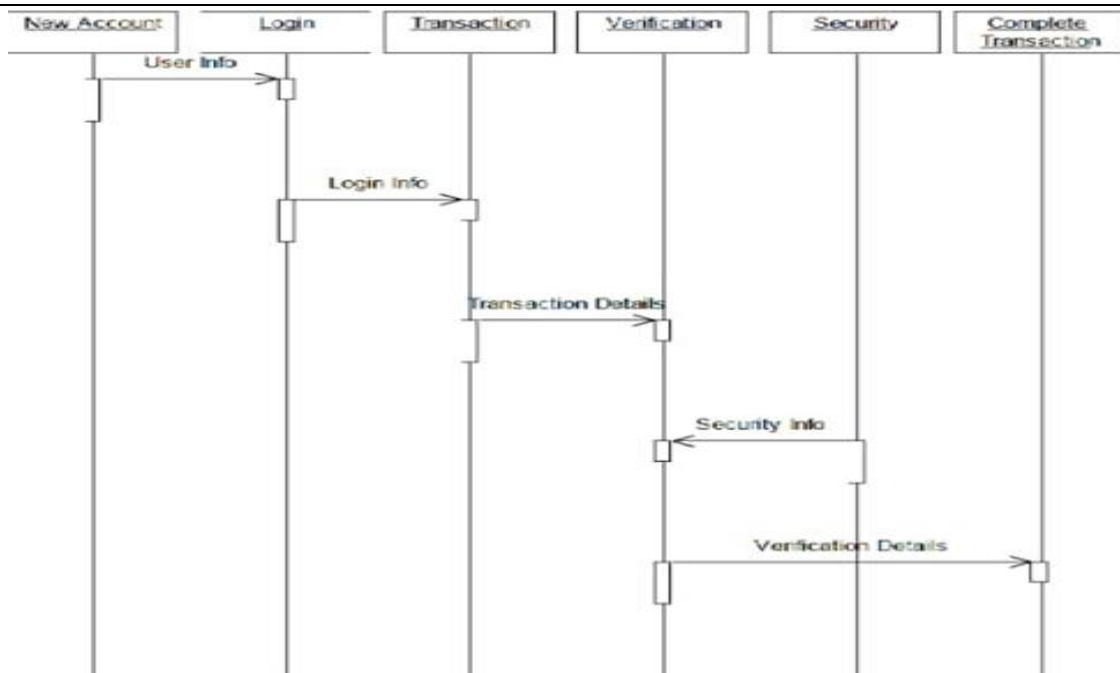 New Account
Login
Transaction
Verification
Security
Complete
Transaction
User Info
Login Info
Transaction Details
Security Info
Verification Details